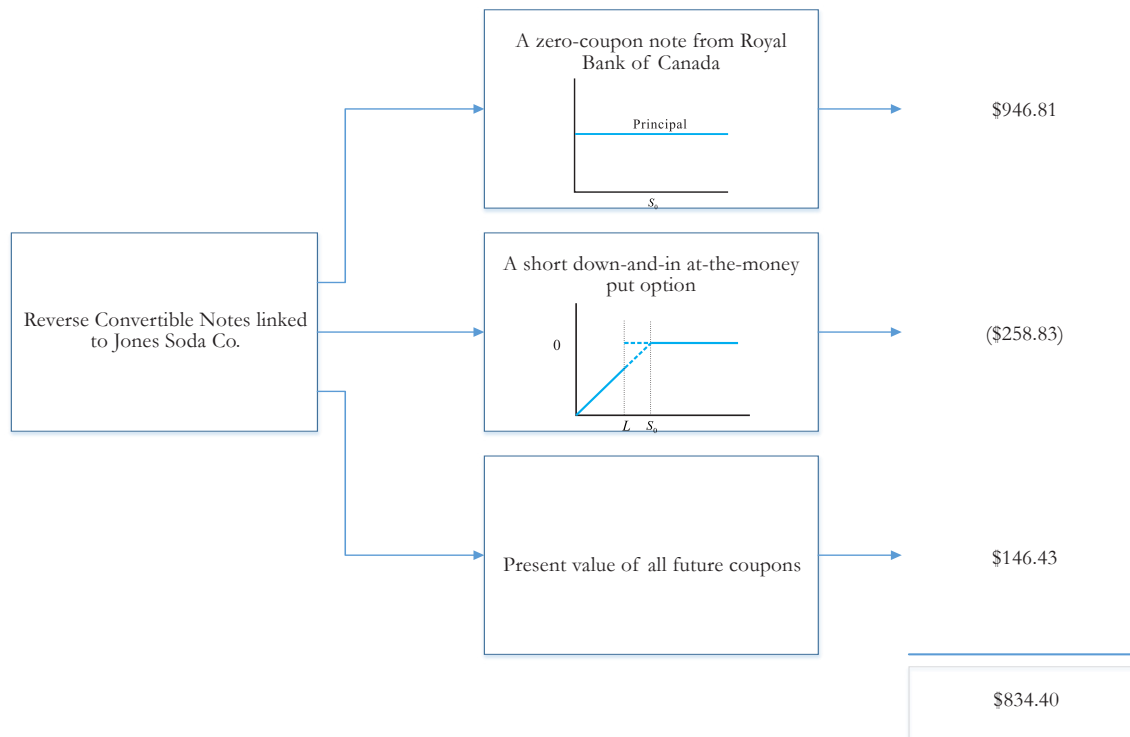 A zero-coupon note from Royal
Bank of Canada
Principal
S₀
$946.81
Reverse Convertible Notes linked
to Jones Soda Co.
A short down-and-in at-the-money
put option
0
L S₀
($258.83)
Present value of all future coupons
$146.43
$834.40